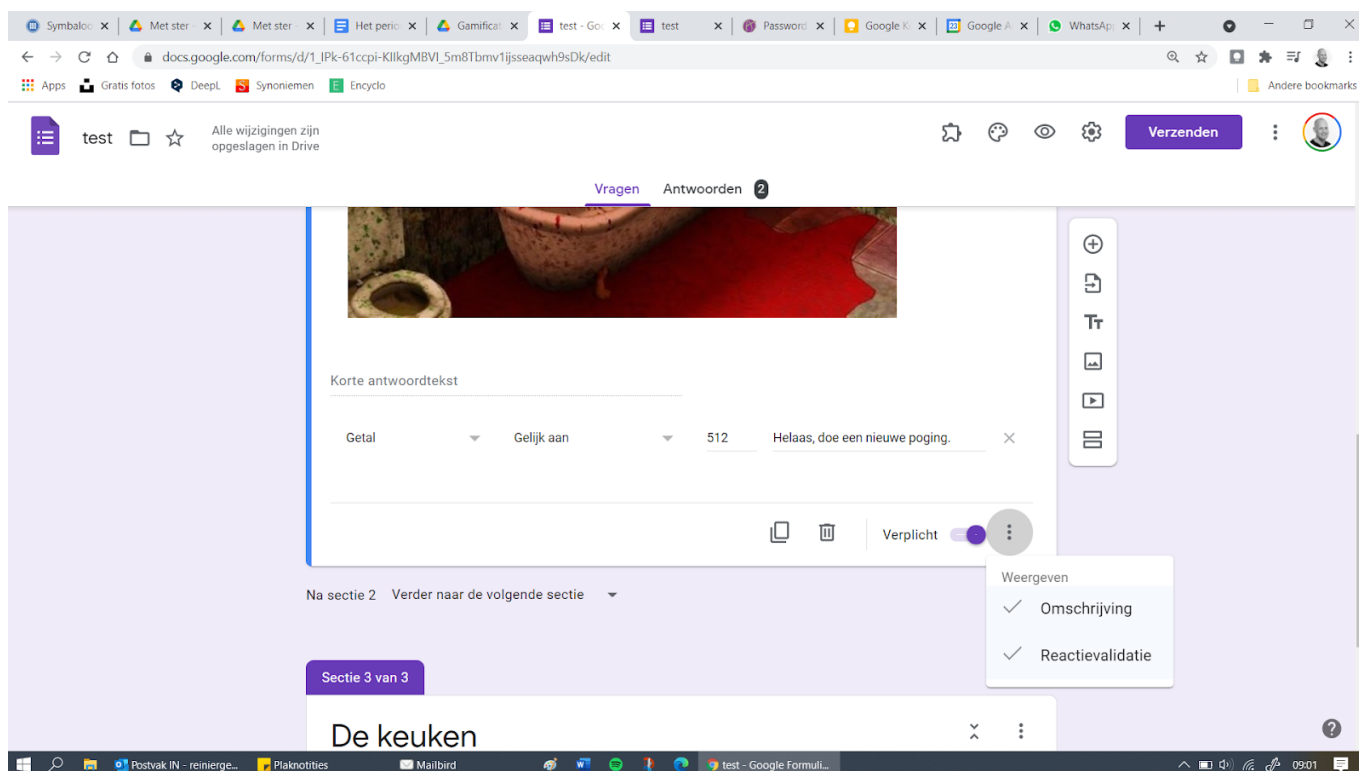 Symbaloo
Met ster -
Met ster -
Het perio
Gamificat
test - Goo
test
Password
Google K
Google A
WhatsApp
docs.google.com/forms/d/1_IPk-61ccpi-KIIkgMBVI_5m8Tbmv1ijsseaqwh9sDk/edit
Apps Gratis fotos DeepL Synoniemen Encyclo Andere bookmarks
test
Alle wijzigingen zijn
opgeslagen in Drive
Verzenden
Vragen Antwoorden 2
Korte antwoordtekst
Getal Gelijk aan 512 Helaas, doe een nieuwe poging.
Verplicht
Weergeven
Na sectie 2 Verder naar de volgende sectie
Omschrijving
Reactievalidatie
Sectie 3 van 3
De keuken
Postvak IN - reinierge... Plaknotities Mailbird test - Google Formuli... 09:01